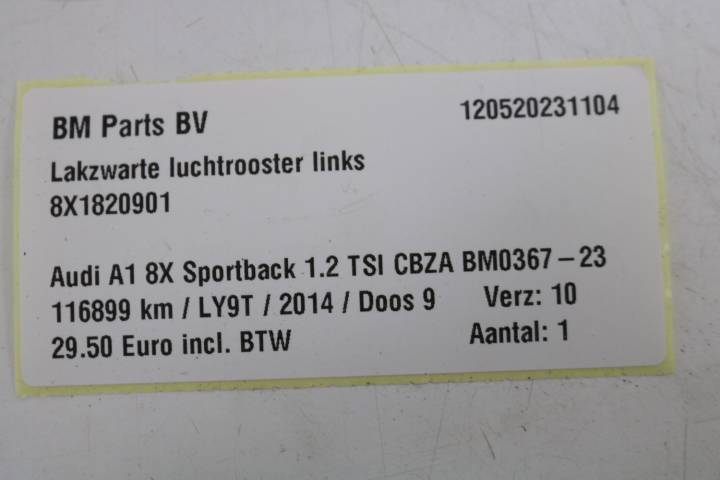 BM Parts BV 120520231104
Lakzwarte luchtrooster links
8X1820901
Audi A1 8X Sportback 1.2 TSI CBZA BM0367-23
116899 km / LY9T / 2014 / Doos 9 Verz: 10
29.50 Euro incl. BTW Aantal: 1